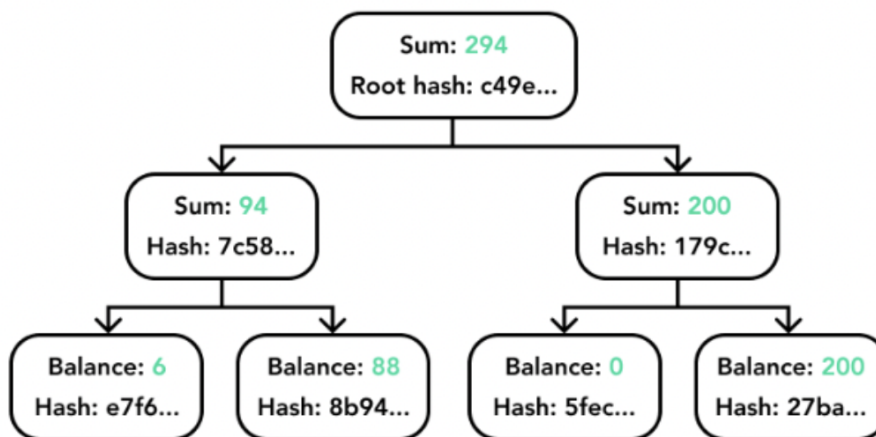 Sum: 294
Root hash: c49e...
Sum: 94
Hash: 7c58...
Sum: 200
Hash: 179c...
Balance: 6
Hash: e7f6...
Balance: 88
Hash: 8b94...
Balance: 0
Hash: 5fec...
Balance: 200
Hash: 27ba...